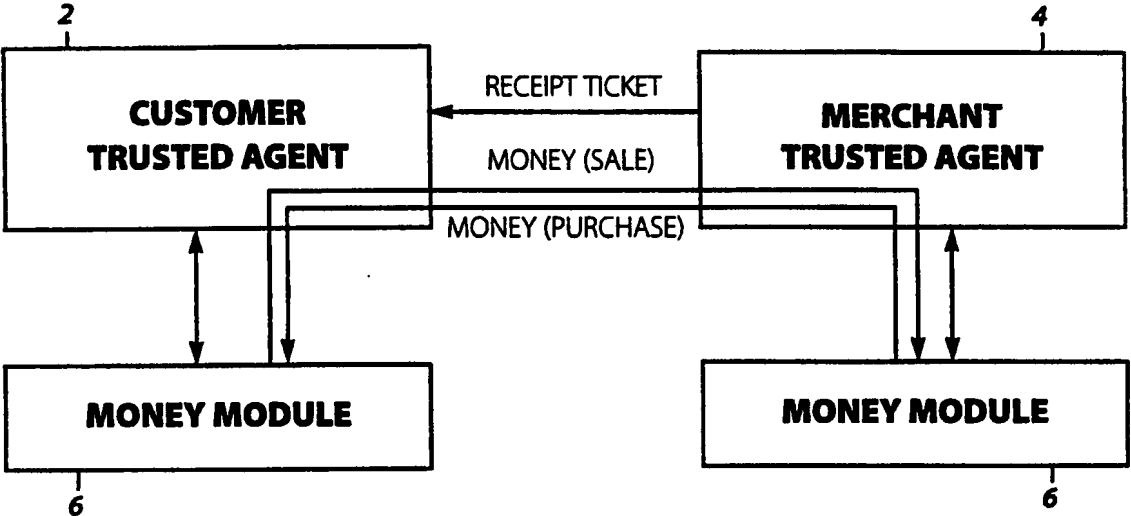 2
4
CUSTOMER
TRUSTED AGENT
RECEIPT TICKET
MERCHANT
TRUSTED AGENT
MONEY (SALE)
MONEY (PURCHASE)
MONEY MODULE
MONEY MODULE
6
6